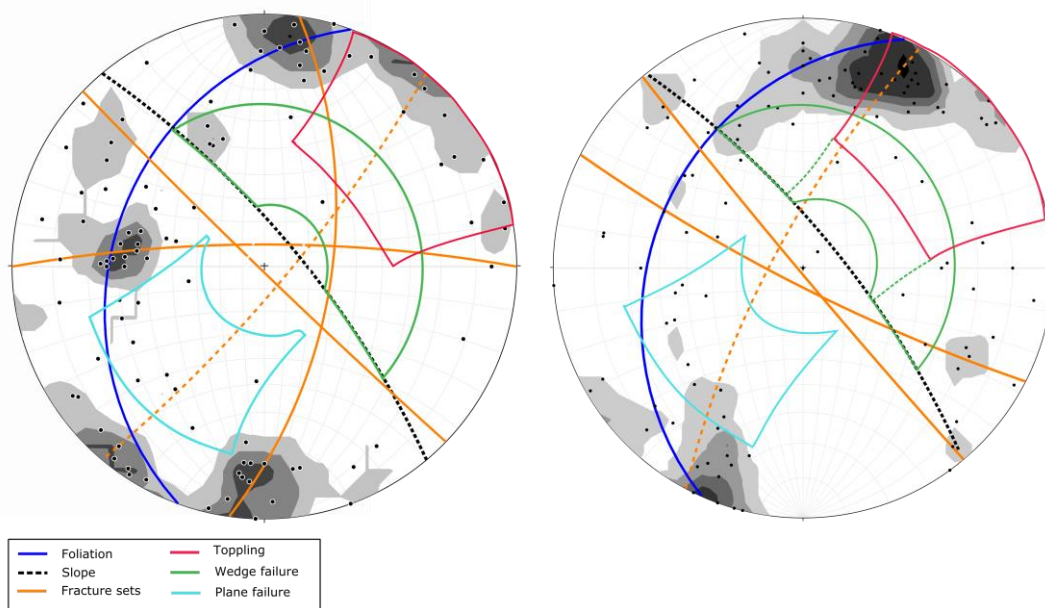 Foliation
Slope
Fracture sets
Toppling
Wedge failure
Plane failure